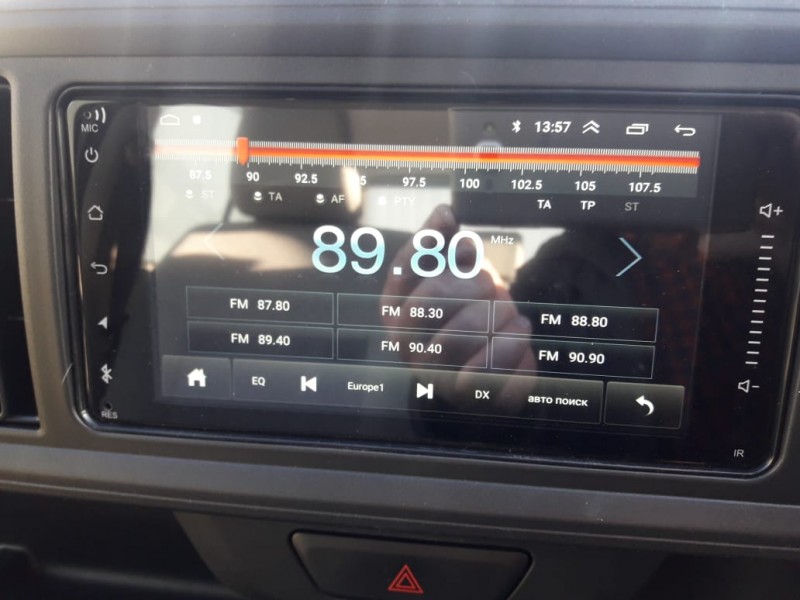 MIC
13:57
87.5 90 92.5 97.5 100 102.5 105 107.5
ST TA AF PTY TA TP ST
89.80 MHz
FM 87.80 FM 88.30 FM 88.80
FM 89.40 FM 90.40 FM 90.90
EQ Europe1 DX авто поиск
RES
IR